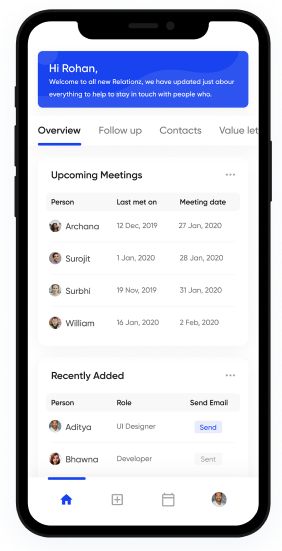 Hi Rohan,
Welcome to all new Relationz, we have updated just abour
everything to help to stay in touch with people who.
Overview Follow up Contacts Value let
Upcoming Meetings
Person Last met on Meeting date
Archana 12 Dec, 2019 27 Jan, 2020
Surojit 1 Jan, 2020 28 Jan, 2020
Surbhi 19 Nov, 2019 31 Jan, 2020
William 16 Jan, 2020 2 Feb, 2020
Recently Added
Person Role Send Email
Aditya UI Designer Send
Bhawna Developer Sent